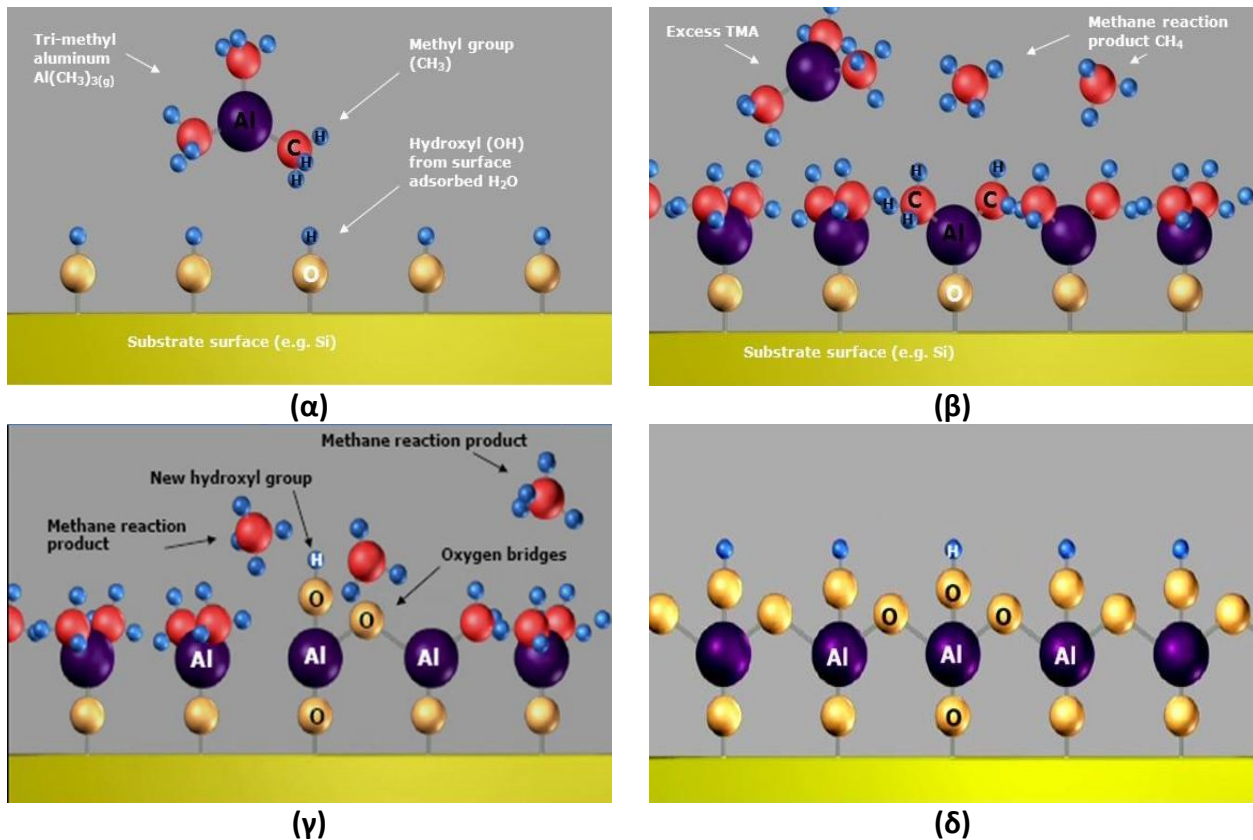 Tri-methyl
aluminum
Al(CH₃)₃(g)
Methyl group
(CH₃)
Al
C
H
H
H
Hydroxyl (OH)
from surface
adsorbed H₂O
H
O
Substrate surface (e.g. Si)
(α)
Excess TMA
Methane reaction
product CH₄
H
H
C
C
H
H
Al
O
Substrate surface (e.g. Si)
(β)
Methane reaction product
New hydroxyl group
Methane reaction
product
Oxygen bridges
H
O
O
Al
Al
Al
O
(γ)
H
O
O
O
Al
Al
Al
O
(δ)